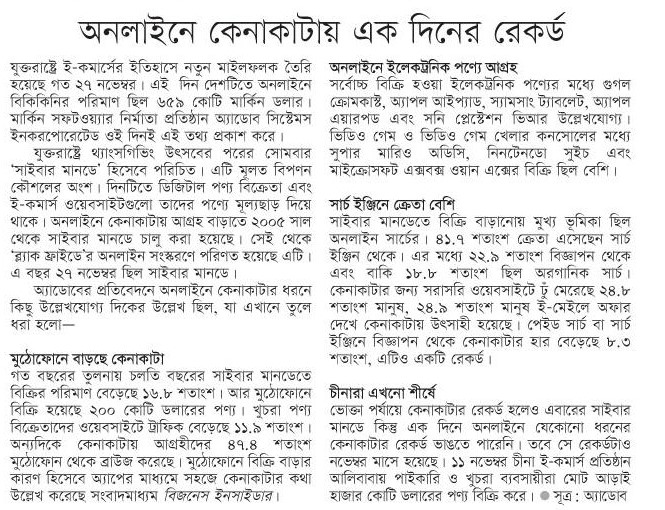 অনলাইনে কেনাকাটায় এক দিনের রেকর্ড
যুক্তরাষ্ট্রে ই-কমার্সের ইতিহাসে নতুন মাইলফলক তৈরি
হয়েছে গত ২৭ নভেম্বর। এই দিন দেশটিতে অনলাইনে
বিকিকিনির পরিমাণ ছিল ৬৫৯ কোটি মার্কিন ডলার।
মার্কিন সফটওয়্যার নির্মাতা প্রতিষ্ঠান অ্যাডোবি সিস্টেমস
ইনকরপোরেটেড ওই দিনই এই তথ্য প্রকাশ করে।
যুক্তরাষ্ট্রে থ্যাংসগিভিং উৎসবের পরের সোমবার
‘সাইবার মানডে’ হিসেবে পরিচিত। এটি মূলত বিপণন
কৌশলের অংশ। দিনটিতে ডিজিটাল পণ্য বিক্রেতা এবং
ই-কমার্স ওয়েবসাইটগুলো তাদের পণ্যে মূল্যছাড় দিয়ে
থাকে। অনলাইনে কেনাকাটায় আগ্রহ বাড়াতে ২০০৫ সাল
থেকে সাইবার মানডে চালু করা হয়েছে। সেই থেকে
‘ব্ল্যাক ফ্রাইডে’র অনলাইন সংস্করণে পরিণত হয়েছে এটি।
এ বছর ২৭ নভেম্বর ছিল সাইবার মানডে।
অ্যাডোবের প্রতিবেদনে অনলাইনে কেনাকাটার ধরনে
কিছু উল্লেখযোগ্য দিকের উল্লেখ ছিল, যা এখানে তুলে
ধরা হলো—
মুঠোফোনে বাড়ছে কেনাকাটা
গত বছরের তুলনায় চলতি বছরের সাইবার মানডেতে
বিক্রির পরিমাণ বেড়েছে ১৬.৮ শতাংশ। আর মুঠোফোনে
বিক্রি হয়েছে ২০০ কোটি ডলারের পণ্য। খুচরা পণ্য
বিক্রেতাদের ওয়েবসাইটে ট্রাফিক বেড়েছে ১১.৯ শতাংশ।
অন্যদিকে কেনাকাটায় আগ্রহীদের ৪৭.৪ শতাংশ
মুঠোফোন থেকে ব্রাউজ করেছে। মুঠোফোনে বিক্রি বাড়ার
কারণ হিসেবে অ্যাপের মাধ্যমে সহজে কেনাকাটার কথা
উল্লেখ করেছে সংবাদমাধ্যম বিজনেস ইনসাইডার।
অনলাইনে ইলেকট্রনিক পণ্যে আগ্রহ
সর্বোচ্চ বিক্রি হওয়া ইলেকট্রনিক পণ্যের মধ্যে গুগল
ক্রোমকাস্ট, অ্যাপল আইপ্যাড, স্যামসাং ট্যাবলেট, অ্যাপল
এয়ারপড এবং সনি প্লেস্টেশন ভিআর উল্লেখযোগ্য।
ভিডিও গেম ও ভিডিও গেম খেলার কনসোলের মধ্যে
সুপার মারিও অডিসি, নিনটেনডো সুইচ এবং
মাইক্রোসফট এক্সবক্স ওয়ান এক্সের বিক্রি ছিল বেশি।
সার্চ ইঞ্জিনে ক্রেতা বেশি
সাইবার মানডেতে বিক্রি বাড়ানোয় মুখ্য ভূমিকা ছিল
অনলাইন সার্চের। ৪১.৭ শতাংশ ক্রেতা এসেছেন সার্চ
ইঞ্জিন থেকে। এর মধ্যে ২২.৯ শতাংশ বিজ্ঞাপন থেকে
এবং বাকি ১৮.৮ শতাংশ ছিল অরগানিক সার্চ।
কেনাকাটার জন্য সরাসরি ওয়েবসাইটে ঢুঁ মেরেছে ২৪.৮
শতাংশ মানুষ, ২৪.৯ শতাংশ মানুষ ই-মেইলে অফার
দেখে কেনাকাটায় উৎসাহী হয়েছে। পেইড সার্চ বা সার্চ
ইঞ্জিনে বিজ্ঞাপন থেকে কেনাকাটার হার বেড়েছে ৮.৩
শতাংশ, এটিও একটি রেকর্ড।
চীনারা এখনো শীর্ষে
ভোক্তা পর্যায়ে কেনাকাটার রেকর্ড হলেও এবারের সাইবার
মানডে কিন্তু এক দিনে অনলাইনে যেকোনো ধরনের
কেনাকাটার রেকর্ড ভাঙতে পারেনি। তবে সে রেকর্ডটাও
নভেম্বর মাসে হয়েছে। ১১ নভেম্বর চীনা ই-কমার্স প্রতিষ্ঠান
আলিবাবায় পাইকারি ও খুচরা ব্যবসায়ীরা মোট আড়াই
হাজার কোটি ডলারের পণ্য বিক্রি করে। ● সূত্র: অ্যাডোব